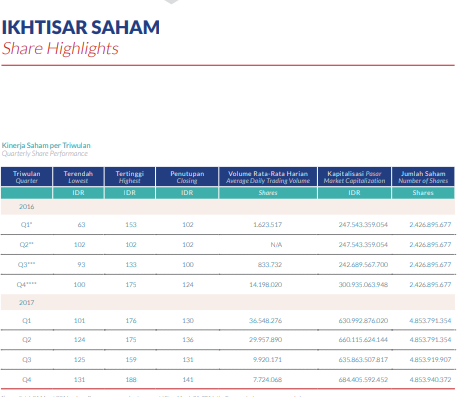 IKHTISAR SAHAM
Share Highlights
Kinerja Saham per Triwulan
Quarterly Share Performance
Triwulan Terendah Tertinggi Penutupan Volume Rata-Rata Harian Kapitalisasi Pasar Jumlah Saham
Quarter Lowest Highest Closing Average Daily Trading Volume Market Capitalization Number of Shares
IDR IDR IDR Shares IDR Shares
2016
Q1* 63 153 102 1.623.517 247.543.359.054 2.426.895.677
Q2** 102 102 102 N/A 247.543.359.054 2.426.895.677
Q3*** 93 133 100 833.732 242.689.567.700 2.426.895.677
Q4**** 100 175 124 14.198.020 300.935.063.948 2.426.895.677
2017
Q1 101 176 130 36.548.276 630.992.876.020 4.853.791.354
Q2 124 175 136 29.957.890 660.115.624.144 4.853.791.354
Q3 125 159 131 9.920.171 635.863.507.817 4.853.919.907
Q4 131 188 141 7.724.068 684.405.592.452 4.853.940.372